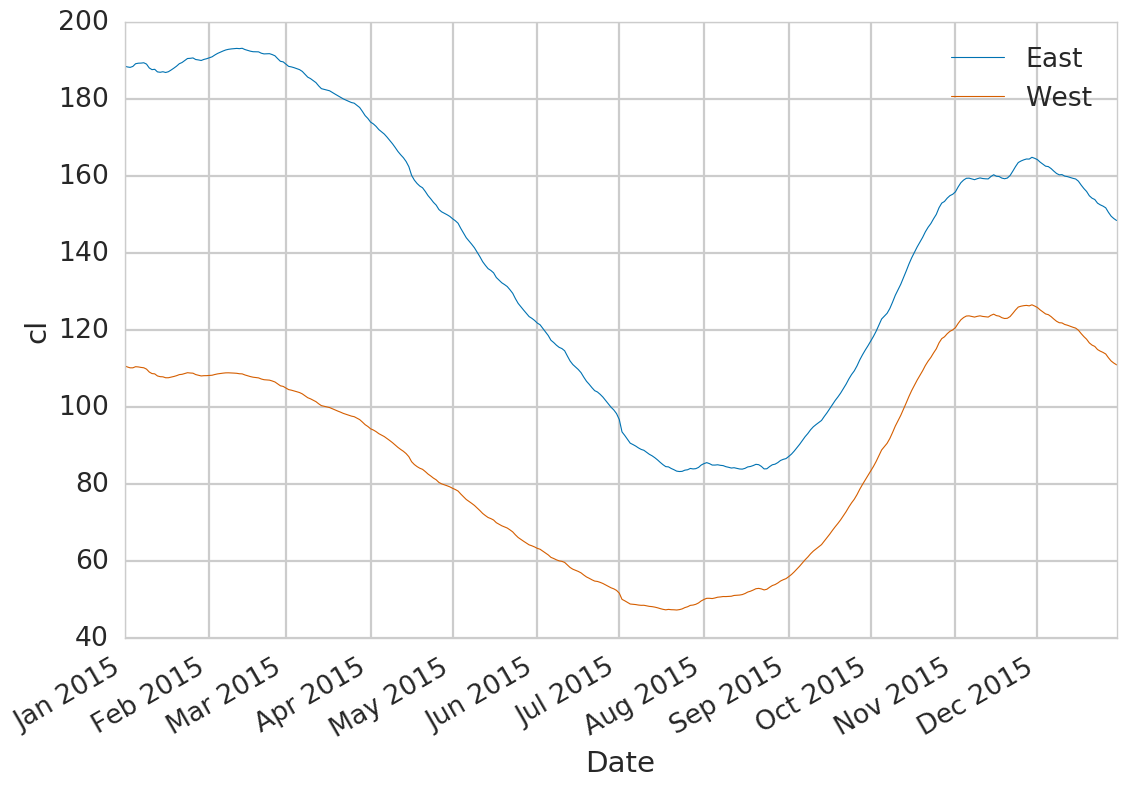 200
180
160
140
120
100
80
60
40
cl
East
West
Jan 2015
Feb 2015
Mar 2015
Apr 2015
May 2015
Jun 2015
Jul 2015
Aug 2015
Sep 2015
Oct 2015
Nov 2015
Dec 2015
Date